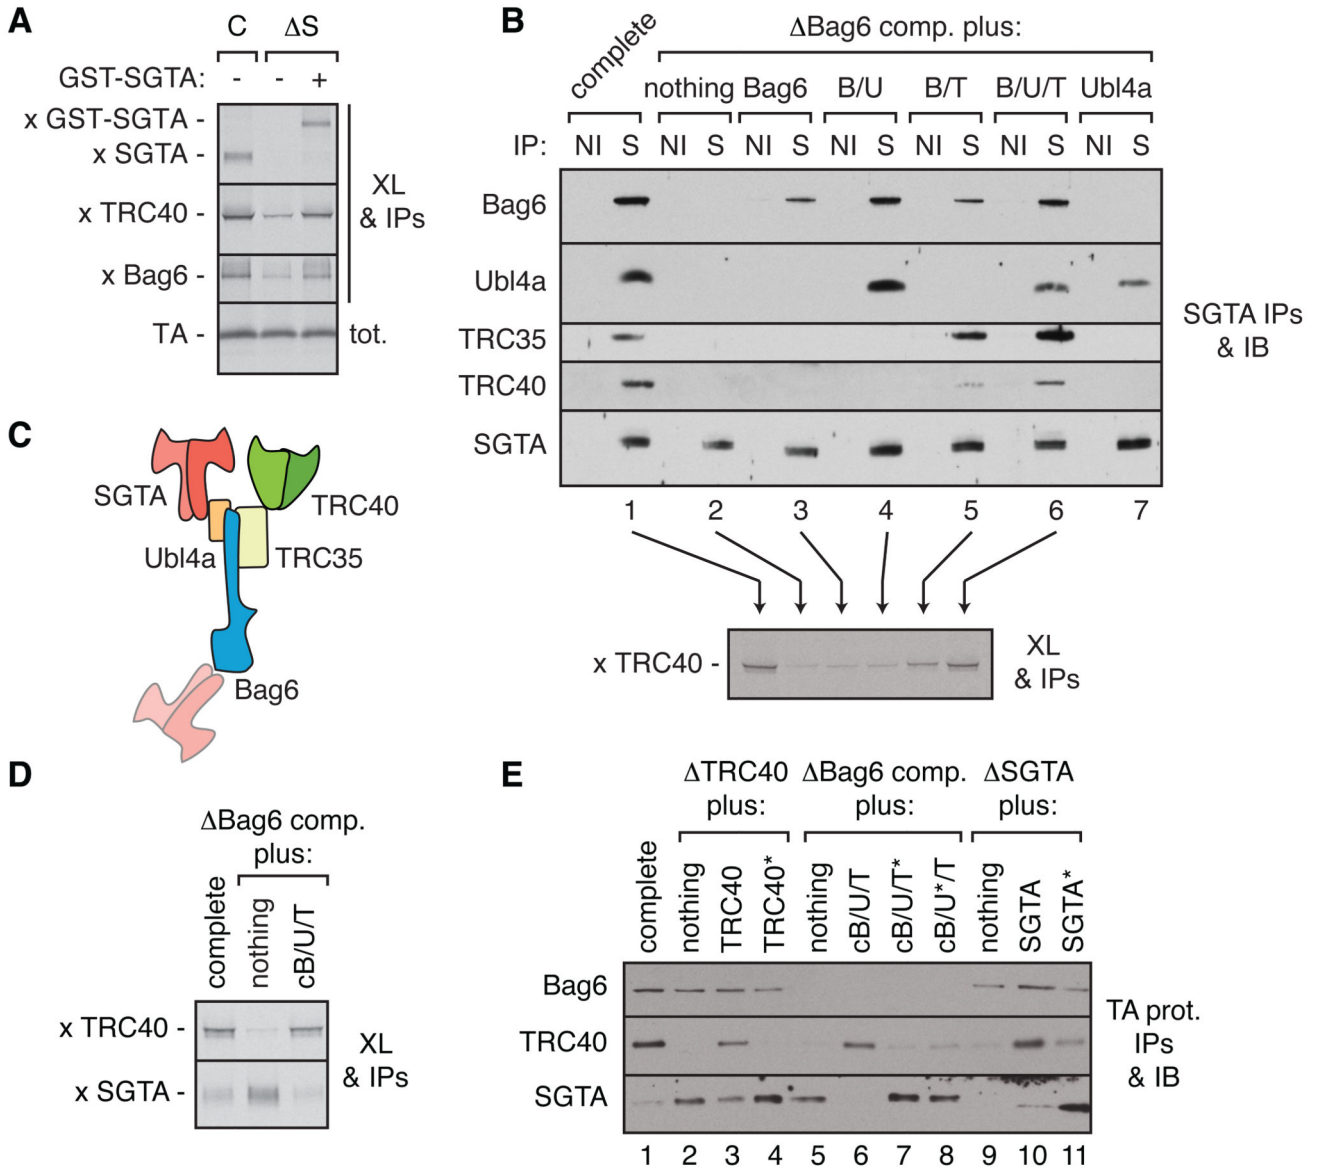 A
C ΔS
GST-SGTA: - - +
x GST-SGTA -
x SGTA -
x TRC40 -
x Bag6 -
XL
& IPs
TA - tot.
B
complete
ΔBag6 comp. plus:
nothing Bag6 B/U B/T B/U/T Ubl4a
IP: NI S NI S NI S NI S NI S NI S NI S
Bag6
Ubl4a
TRC35
TRC40
SGTA
SGTA IPs
& IB
1 2 3 4 5 6 7
x TRC40 -
XL
& IPs
C
SGTA
TRC40
Ubl4a
TRC35
Bag6
D
ΔBag6 comp.
plus:
complete
nothing
cB/U/T
x TRC40 -
x SGTA -
XL
& IPs
E
ΔTRC40 ΔBag6 comp. ΔSGTA
plus: plus: plus:
complete
nothing
TRC40
TRC40*
nothing
cB/U/T
cB/U/T*
cB/U*/T
nothing
SGTA
SGTA*
Bag6
TRC40
SGTA
TA prot.
IPs
& IB
1 2 3 4 5 6 7 8 9 10 11